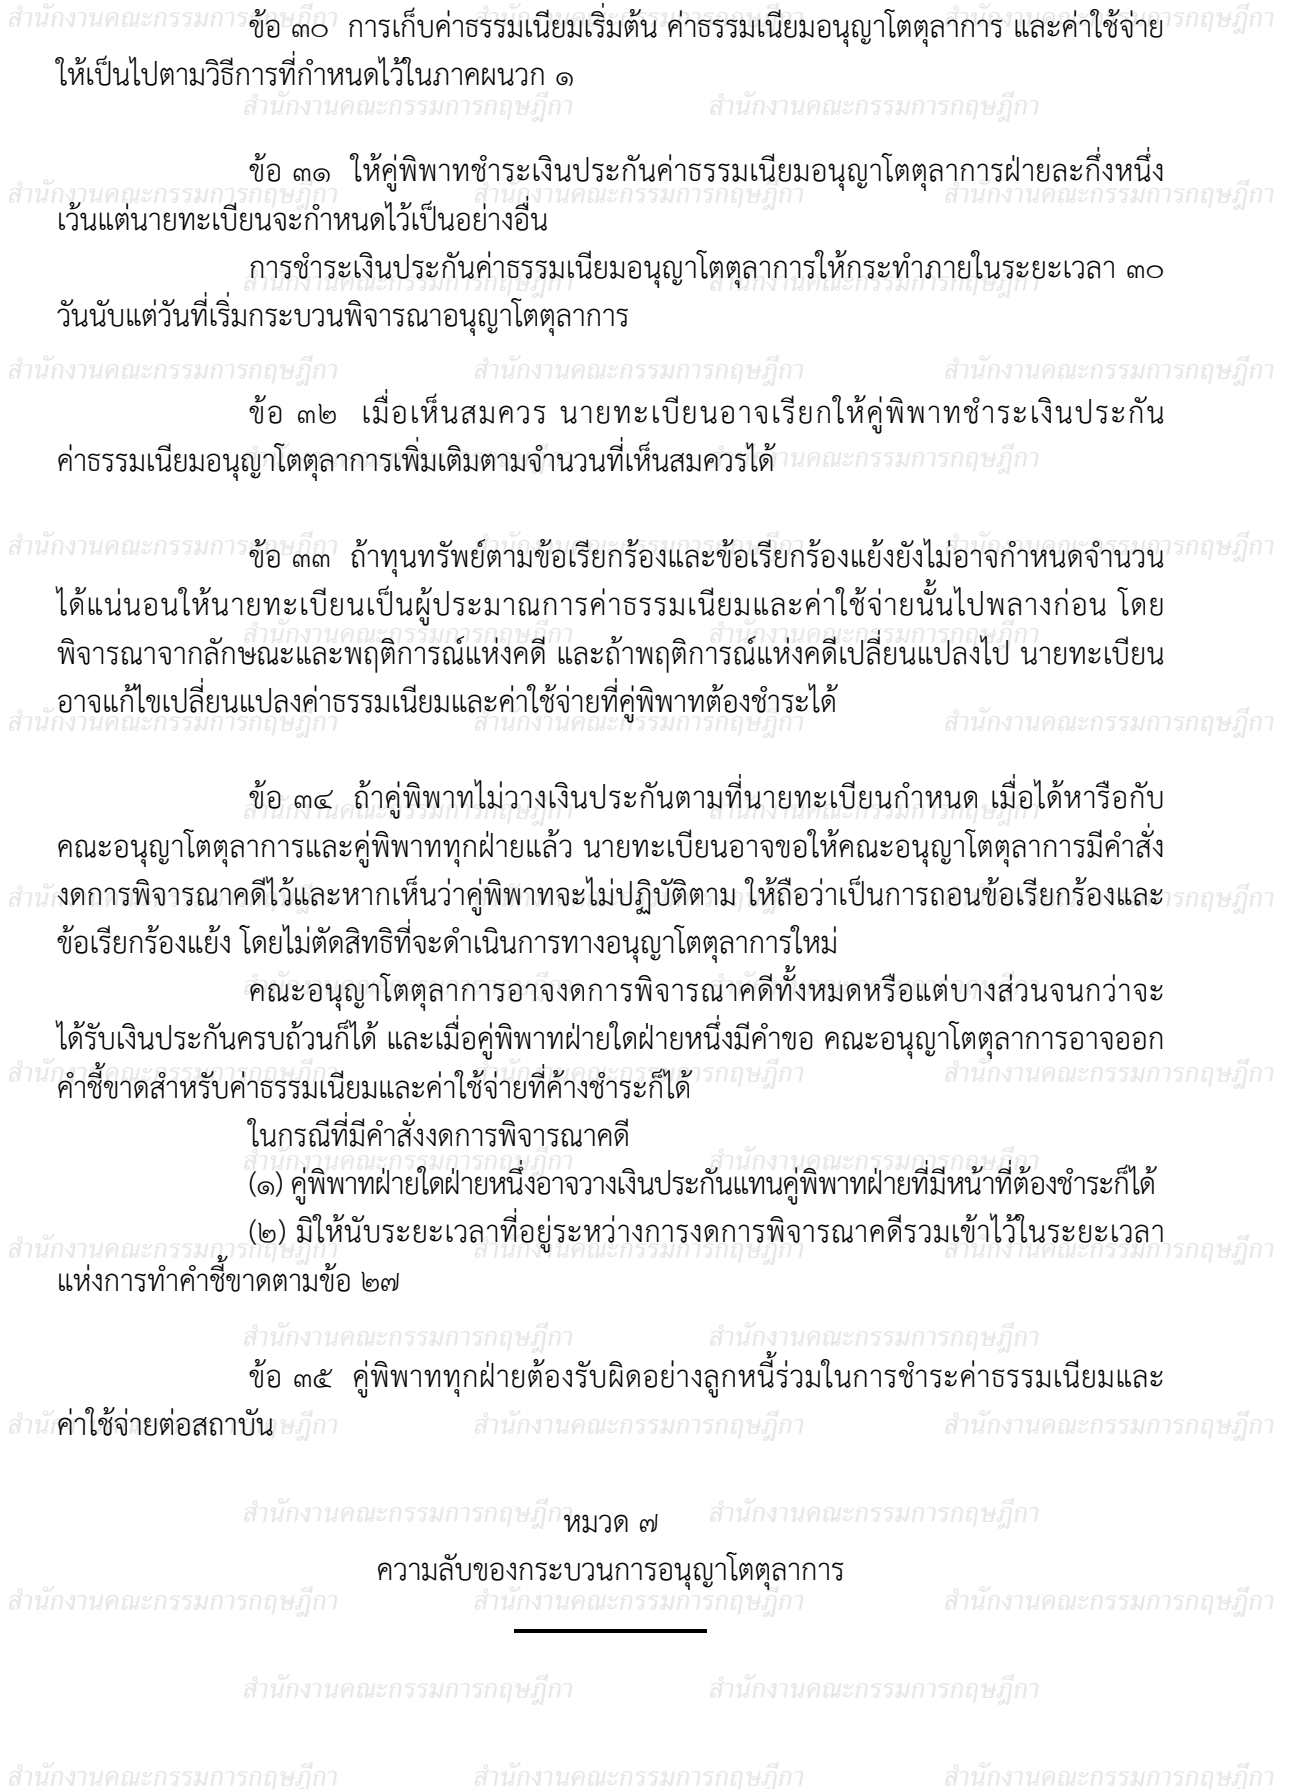 ข้อ ๓๐ การเก็บค่าธรรมเนียมเริ่มต้น ค่าธรรมเนียมอนุญาโตตุลาการ และค่าใช้จ่าย
ให้เป็นไปตามวิธีการที่กำหนดไว้ในภาคผนวก ๑
ข้อ ๓๑ ให้คู่พิพาทชำระเงินประกันค่าธรรมเนียมอนุญาโตตุลาการฝ่ายละกึ่งหนึ่ง
เว้นแต่นายทะเบียนจะกำหนดไว้เป็นอย่างอื่น
การชำระเงินประกันค่าธรรมเนียมอนุญาโตตุลาการให้กระทำภายในระยะเวลา ๓๐
วันนับแต่วันที่เริ่มกระบวนพิจารณาอนุญาโตตุลาการ
ข้อ ๓๒ เมื่อเห็นสมควร นายทะเบียนอาจเรียกให้คู่พิพาทชำระเงินประกัน
ค่าธรรมเนียมอนุญาโตตุลาการเพิ่มเติมตามจำนวนที่เห็นสมควรได้
ข้อ ๓๓ ถ้าทุนทรัพย์ตามข้อเรียกร้องและข้อเรียกร้องแย้งยังไม่อาจกำหนดจำนวน
ได้แน่นอนให้นายทะเบียนเป็นผู้ประมาณการค่าธรรมเนียมและค่าใช้จ่ายนั้นไปพลางก่อน โดย
พิจารณาจากลักษณะและพฤติการณ์แห่งคดี และถ้าพฤติการณ์แห่งคดีเปลี่ยนแปลงไป นายทะเบียน
อาจแก้ไขเปลี่ยนแปลงค่าธรรมเนียมและค่าใช้จ่ายที่คู่พิพาทต้องชำระได้
ข้อ ๓๔ ถ้าคู่พิพาทไม่วางเงินประกันตามที่นายทะเบียนกำหนด เมื่อได้หารือกับ
คณะอนุญาโตตุลาการและคู่พิพาททุกฝ่ายแล้ว นายทะเบียนอาจขอให้คณะอนุญาโตตุลาการมีคำสั่ง
งดการพิจารณาคดีไว้และหากเห็นว่าคู่พิพาทจะไม่ปฏิบัติตาม ให้ถือว่าเป็นการถอนข้อเรียกร้องและ
ข้อเรียกร้องแย้ง โดยไม่ตัดสิทธิที่จะดำเนินการทางอนุญาโตตุลาการใหม่
คณะอนุญาโตตุลาการอาจงดการพิจารณาคดีทั้งหมดหรือแต่บางส่วนจนกว่าจะ
ได้รับเงินประกันครบถ้วนก็ได้ และเมื่อคู่พิพาทฝ่ายใดฝ่ายหนึ่งมีคำขอ คณะอนุญาโตตุลาการอาจออก
คำชี้ขาดสำหรับค่าธรรมเนียมและค่าใช้จ่ายที่ค้างชำระก็ได้
ในกรณีที่มีคำสั่งงดการพิจารณาคดี
(๑) คู่พิพาทฝ่ายใดฝ่ายหนึ่งอาจวางเงินประกันแทนคู่พิพาทฝ่ายที่มีหน้าที่ต้องชำระก็ได้
(๒) มิให้นับระยะเวลาที่อยู่ระหว่างการงดการพิจารณาคดีรวมเข้าไว้ในระยะเวลา
แห่งการทำคำชี้ขาดตามข้อ ๒๗
ข้อ ๓๕ คู่พิพาททุกฝ่ายต้องรับผิดอย่างลูกหนี้ร่วมในการชำระค่าธรรมเนียมและ
ค่าใช้จ่ายต่อสถาบัน
หมวด ๗
ความลับของกระบวนการอนุญาโตตุลาการ